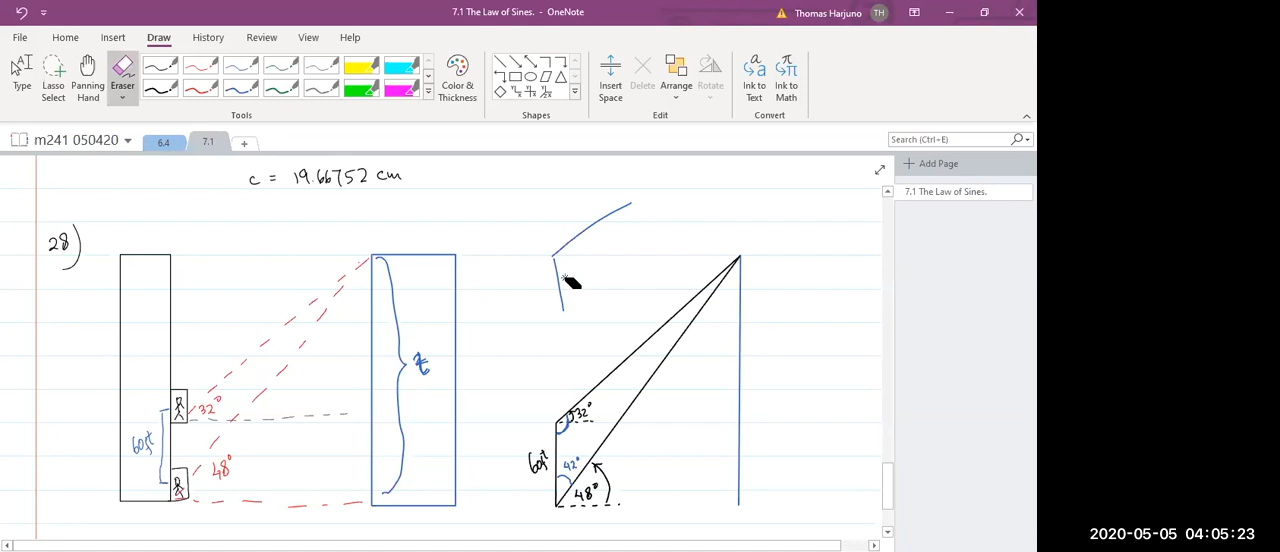 7.1 The Law of Sines. - OneNote
Thomas Harjuno
TH
File Home Insert Draw History Review View Help
Type
Lasso Select
Panning Hand
Eraser
Color & Thickness
Insert Space
Delete
Arrange
Rotate
Ink to Text
Ink to Math
Tools
Shapes
Edit
Convert
m241 050420
6.4
7.1
Search (Ctrl+E)
Add Page
7.1 The Law of Sines.
c = 19.66752 cm
28)
32°
60ft
48°
32°
60ft
42°
48°
2020-05-05 04:05:23